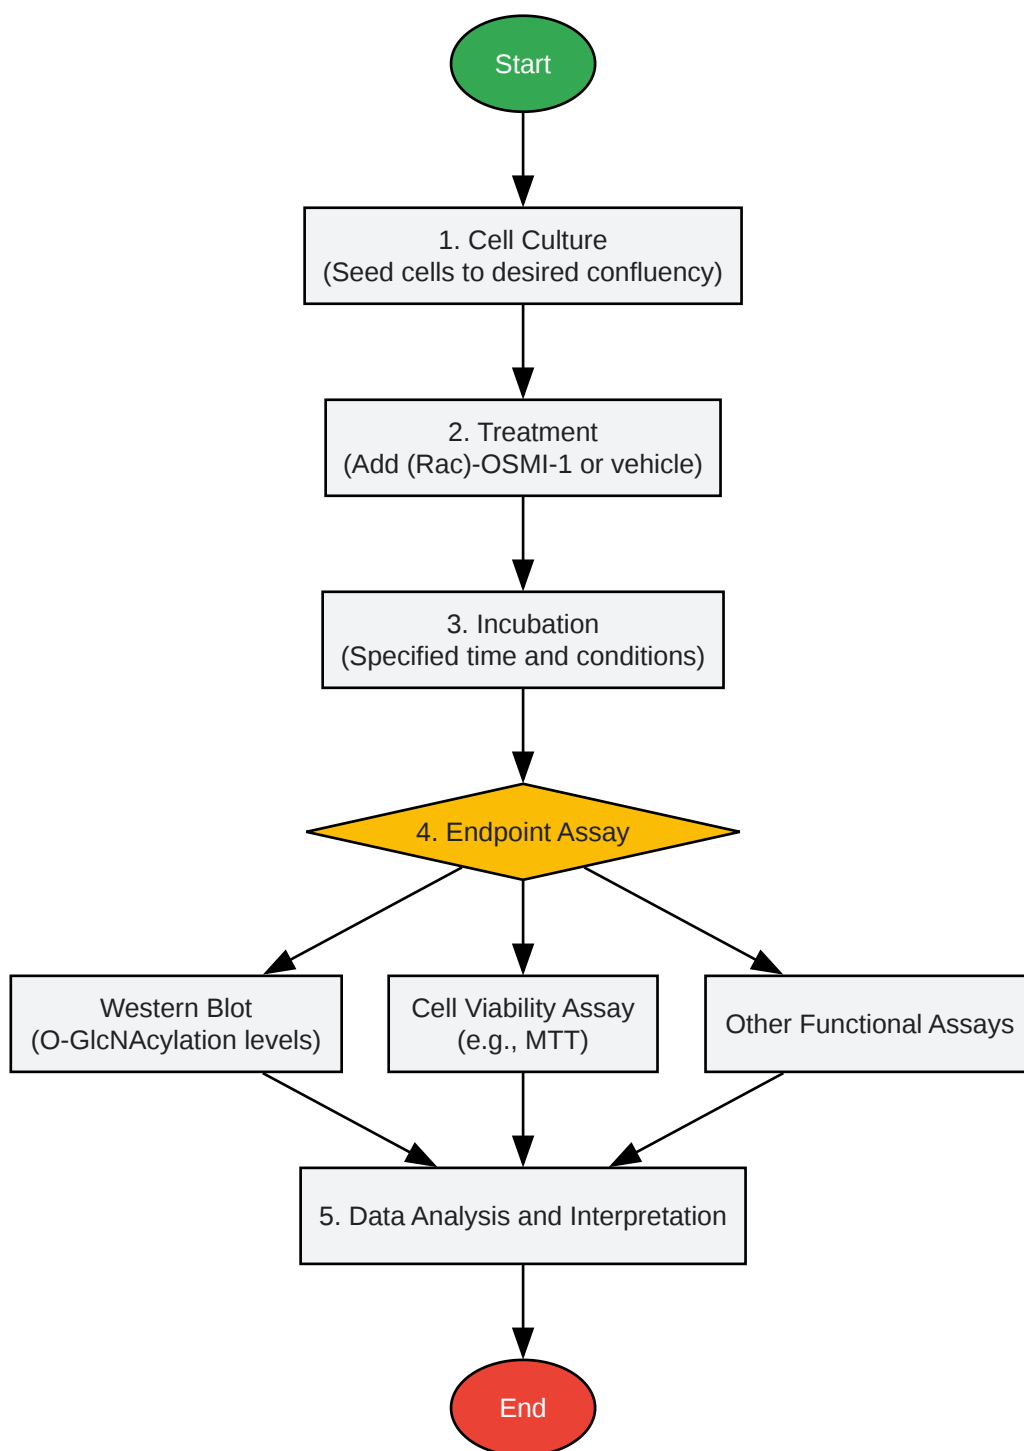 Start
1. Cell Culture
(Seed cells to desired confluency)
2. Treatment
(Add (Rac)-OSMI-1 or vehicle)
3. Incubation
(Specified time and conditions)
4. Endpoint Assay
Western Blot
(O-GlcNAcylation levels)
Cell Viability Assay
(e.g., MTT)
Other Functional Assays
5. Data Analysis and Interpretation
End